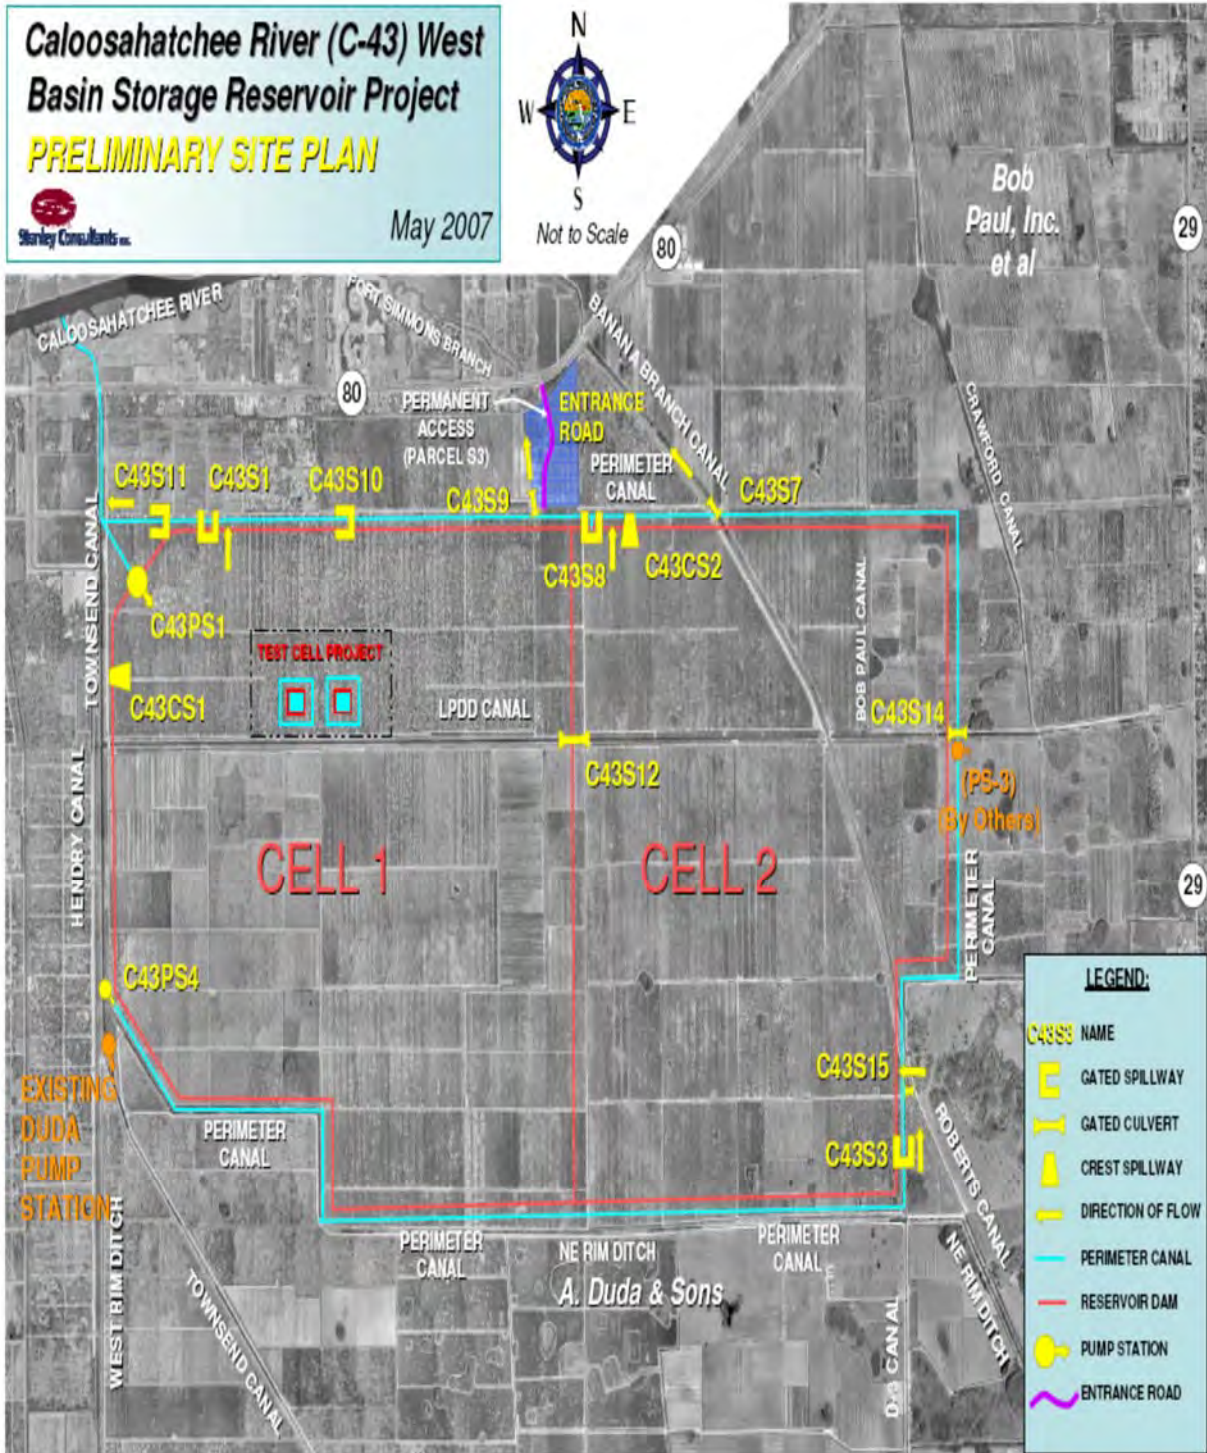 Caloosahatchee River (C-43) West
Basin Storage Reservoir Project
PRELIMINARY SITE PLAN
Stanley Consultants INC.
May 2007
N
W
E
S
Not to Scale
80
Bob
Paul, Inc.
et al
29
CALOOSAHATCHEE RIVER
FORT SIMMONS BRANCH
BANANA BRANCH CANAL
80
PERMANENT
ACCESS
(PARCEL S3)
ENTRANCE
ROAD
CRAWFORD CANAL
PERIMETER
CANAL
C43S11
C43S1
C43S10
C43S9
C43S7
TOWNSEND CANAL
C43S8
C43CS2
C43PS1
BOB PAUL CANAL
TEST CELL PROJECT
C43CS1
LPDD CANAL
C43S14
C43S12
(PS-3)
(By Others)
HENDRY CANAL
CELL 1
CELL 2
PERIMETER
CANAL
29
C43PS4
EXISTING
DUDA
PUMP
STATION
PERIMETER
CANAL
C43S15
C43S3
ROBERTS CANAL
WEST RIM DITCH
TOWNSEND CANAL
PERIMETER
CANAL
NE RIM DITCH
PERIMETER
CANAL
A. Duda & Sons
NE RIM DITCH
LEGEND:
C43S3 NAME
GATED SPILLWAY
GATED CULVERT
CREST SPILLWAY
DIRECTION OF FLOW
PERIMETER CANAL
RESERVOIR DAM
PUMP STATION
ENTRANCE ROAD